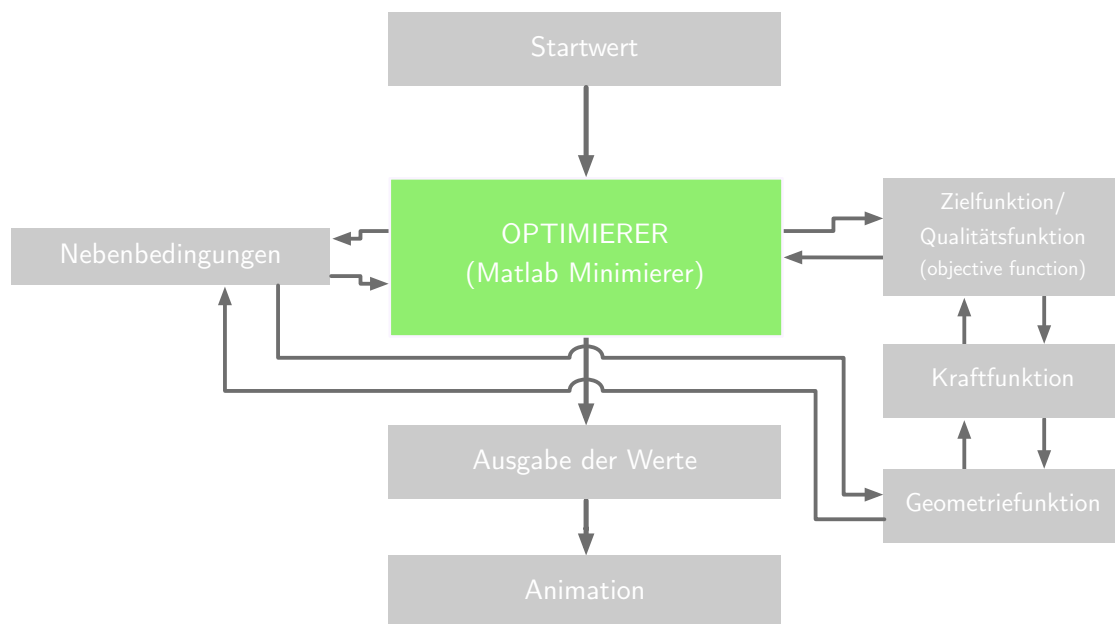 Startwert
OPTIMIERER
(Matlab Minimierer)
Nebenbedingungen
Zielfunktion/
Qualitätsfunktion
(objective function)
Kraftfunktion
Ausgabe der Werte
Geometriefunktion
Animation